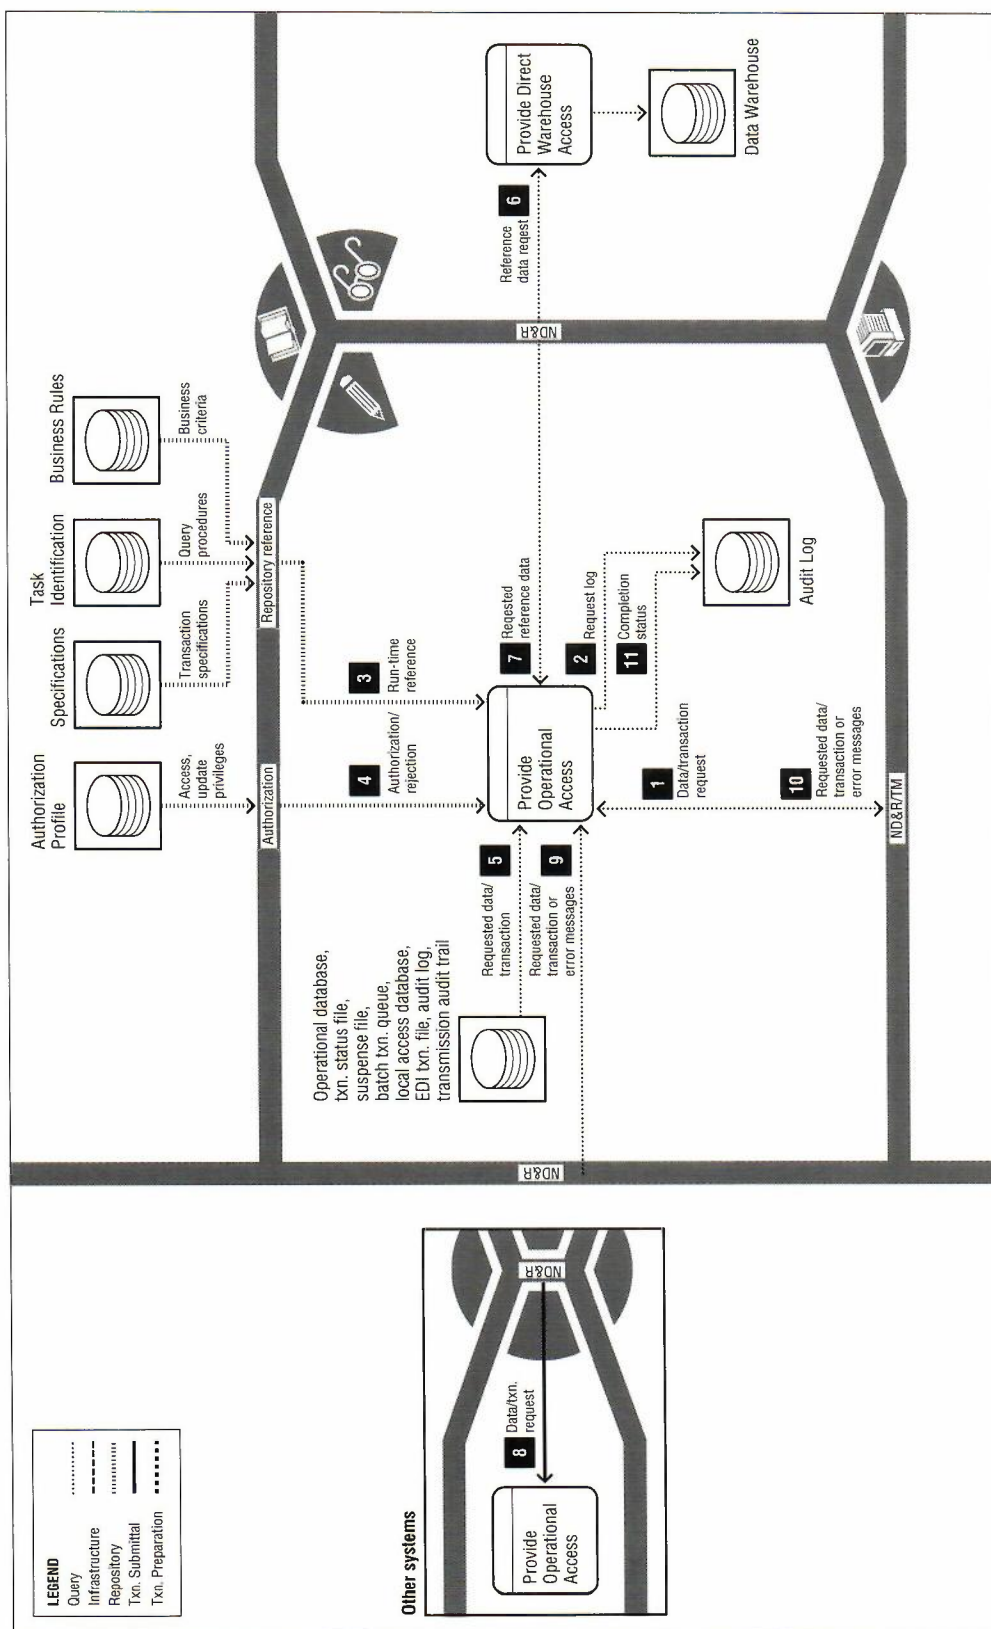 LEGEND
Query
Infrastructure
Repository
Txn. Submittal
Txn. Preparation
Other systems
Provide
Operational
Access
8
Data/txn.
request
ND&R
ND&R
Authorization
Profile
Access,
update
privileges
Specifications
Transaction
specifications
Task
Identification
Query
procedures
Business Rules
Business
criteria
Authorization
Repository reference
4
Authorization/
rejection
3
Run-time
reference
Operational database,
txn. status file,
suspense file,
batch txn. queue,
local access database,
EDI txn. file, audit log,
transmission audit trail
5
Requested data/
transaction
9
Requested data/
transaction or
error messages
Provide
Operational
Access
7
Reqested
reference data
2
Request log
11
Completion
status
Audit Log
1
Data/transaction
request
10
Requested data/
transaction or
error messages
ND&R/TM
ND&R
Reference
data reqest
6
Provide Direct
Warehouse
Access
Data Warehouse